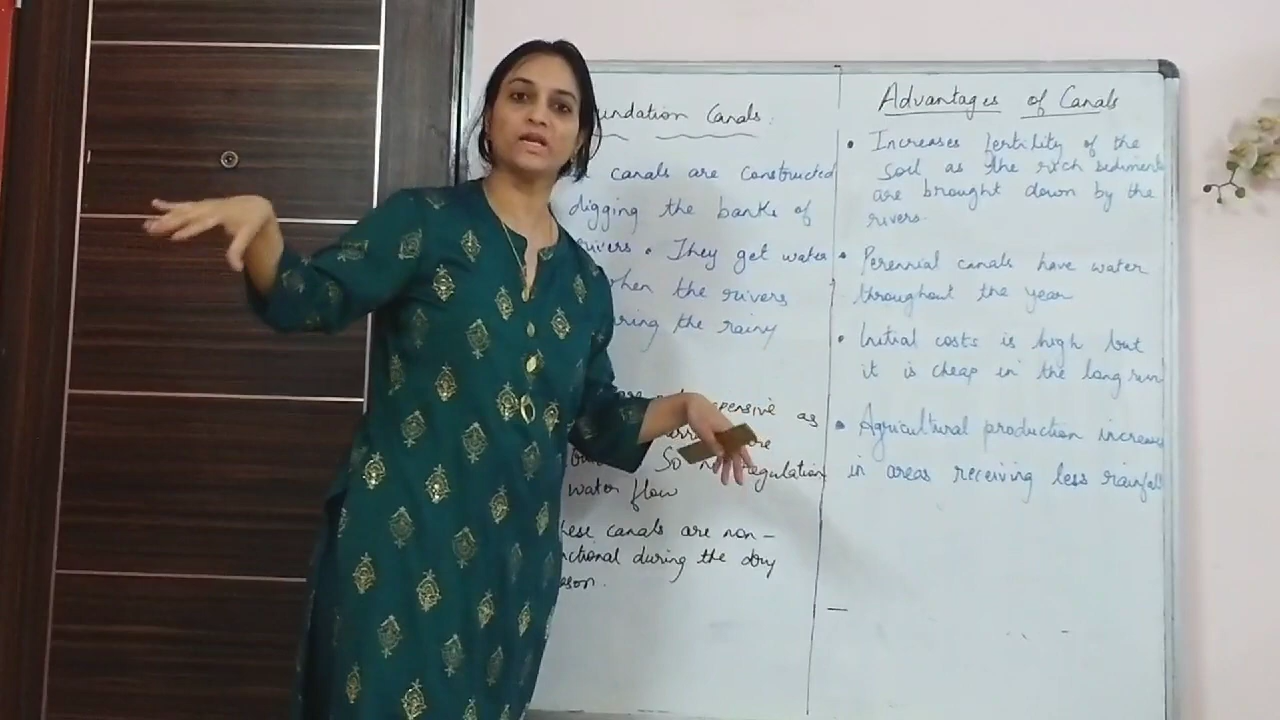 undation Canals.
canals are constructed
digging the banks of
rivers. They get water
when the rivers
ring the rainy
pensive as
are
So no regulation
water flow
hese canals are non-
nctional during the dry
ason.
Advantages of Canals
• Increases fertility of the
soil as the rich sediments
are brought down by the
rivers.
• Perennial canals have water
throughout the year
• Initial costs is high but
it is cheap in the long run
• Agricultural production increases
in areas receiving less rainfall